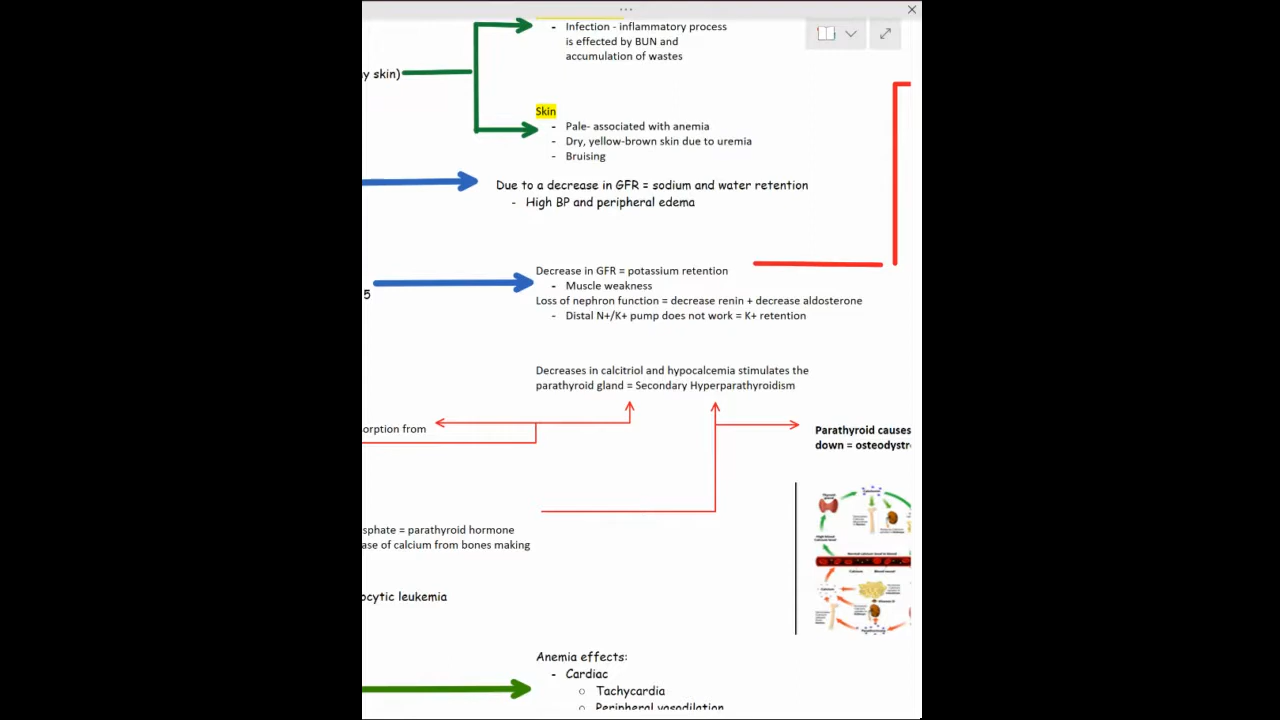 - Infection - inflammatory process
is effected by BUN and
accumulation of wastes
y skin)
Skin
- Pale- associated with anemia
- Dry, yellow-brown skin due to uremia
- Bruising
Due to a decrease in GFR = sodium and water retention
- High BP and peripheral edema
Decrease in GFR = potassium retention
- Muscle weakness
5
Loss of nephron function = decrease renin + decrease aldosterone
- Distal N+/K+ pump does not work = K+ retention
Decreases in calcitriol and hypocalcemia stimulates the
parathyroid gland = Secondary Hyperparathyroidism
orption from
Parathyroid causes
down = osteodystr
sphate = parathyroid hormone
ase of calcium from bones making
ocytic leukemia
Anemia effects:
- Cardiac
○ Tachycardia
○ Peripheral vasodilation